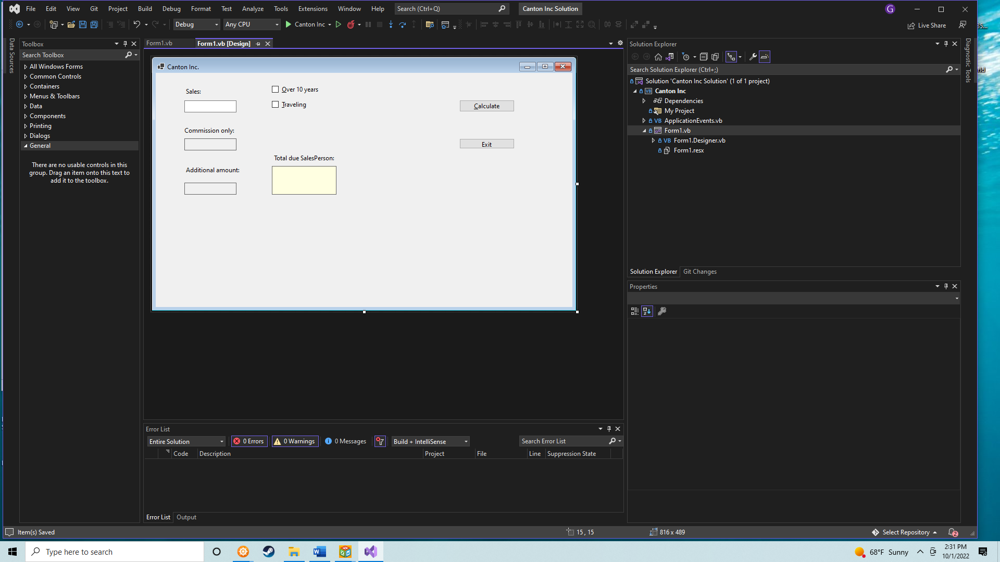 File Edit View Git Project Build Debug Format Test Analyze Tools Extensions Window Help Search (Ctrl+Q) Canton Inc Solution G
Debug Any CPU Canton Inc Live Share
85...
Data Sources
Toolbox
Search Toolbox
All Windows Forms
Common Controls
Containers
Menus & Toolbars
Data
Components
Printing
Dialogs
General
There are no usable controls in this
group. Drag an item onto this text to
add it to the toolbox.
Form1.vb Form1.vb [Design]
Canton Inc.
Sales:
Over 10 years
Traveling
Calculate
Commission only:
Exit
Total due SalesPerson:
Additional amount:
Error List
Entire Solution 0 Errors 0 Warnings 0 Messages Build + IntelliSense Search Error List
Code Description Project File Line Suppression State
Error List Output
Solution Explorer
Search Solution Explorer (Ctrl+;)
Solution 'Canton Inc Solution' (1 of 1 project)
VB Canton Inc
Dependencies
My Project
VB ApplicationEvents.vb
Form1.vb
VB Form1.Designer.vb
Form1.resx
Solution Explorer Git Changes
Properties
Diagnostic Tools
Item(s) Saved 15 , 15 816 x 489 Select Repository 2
Type here to search
68°F Sunny
2:31 PM
10/1/2022